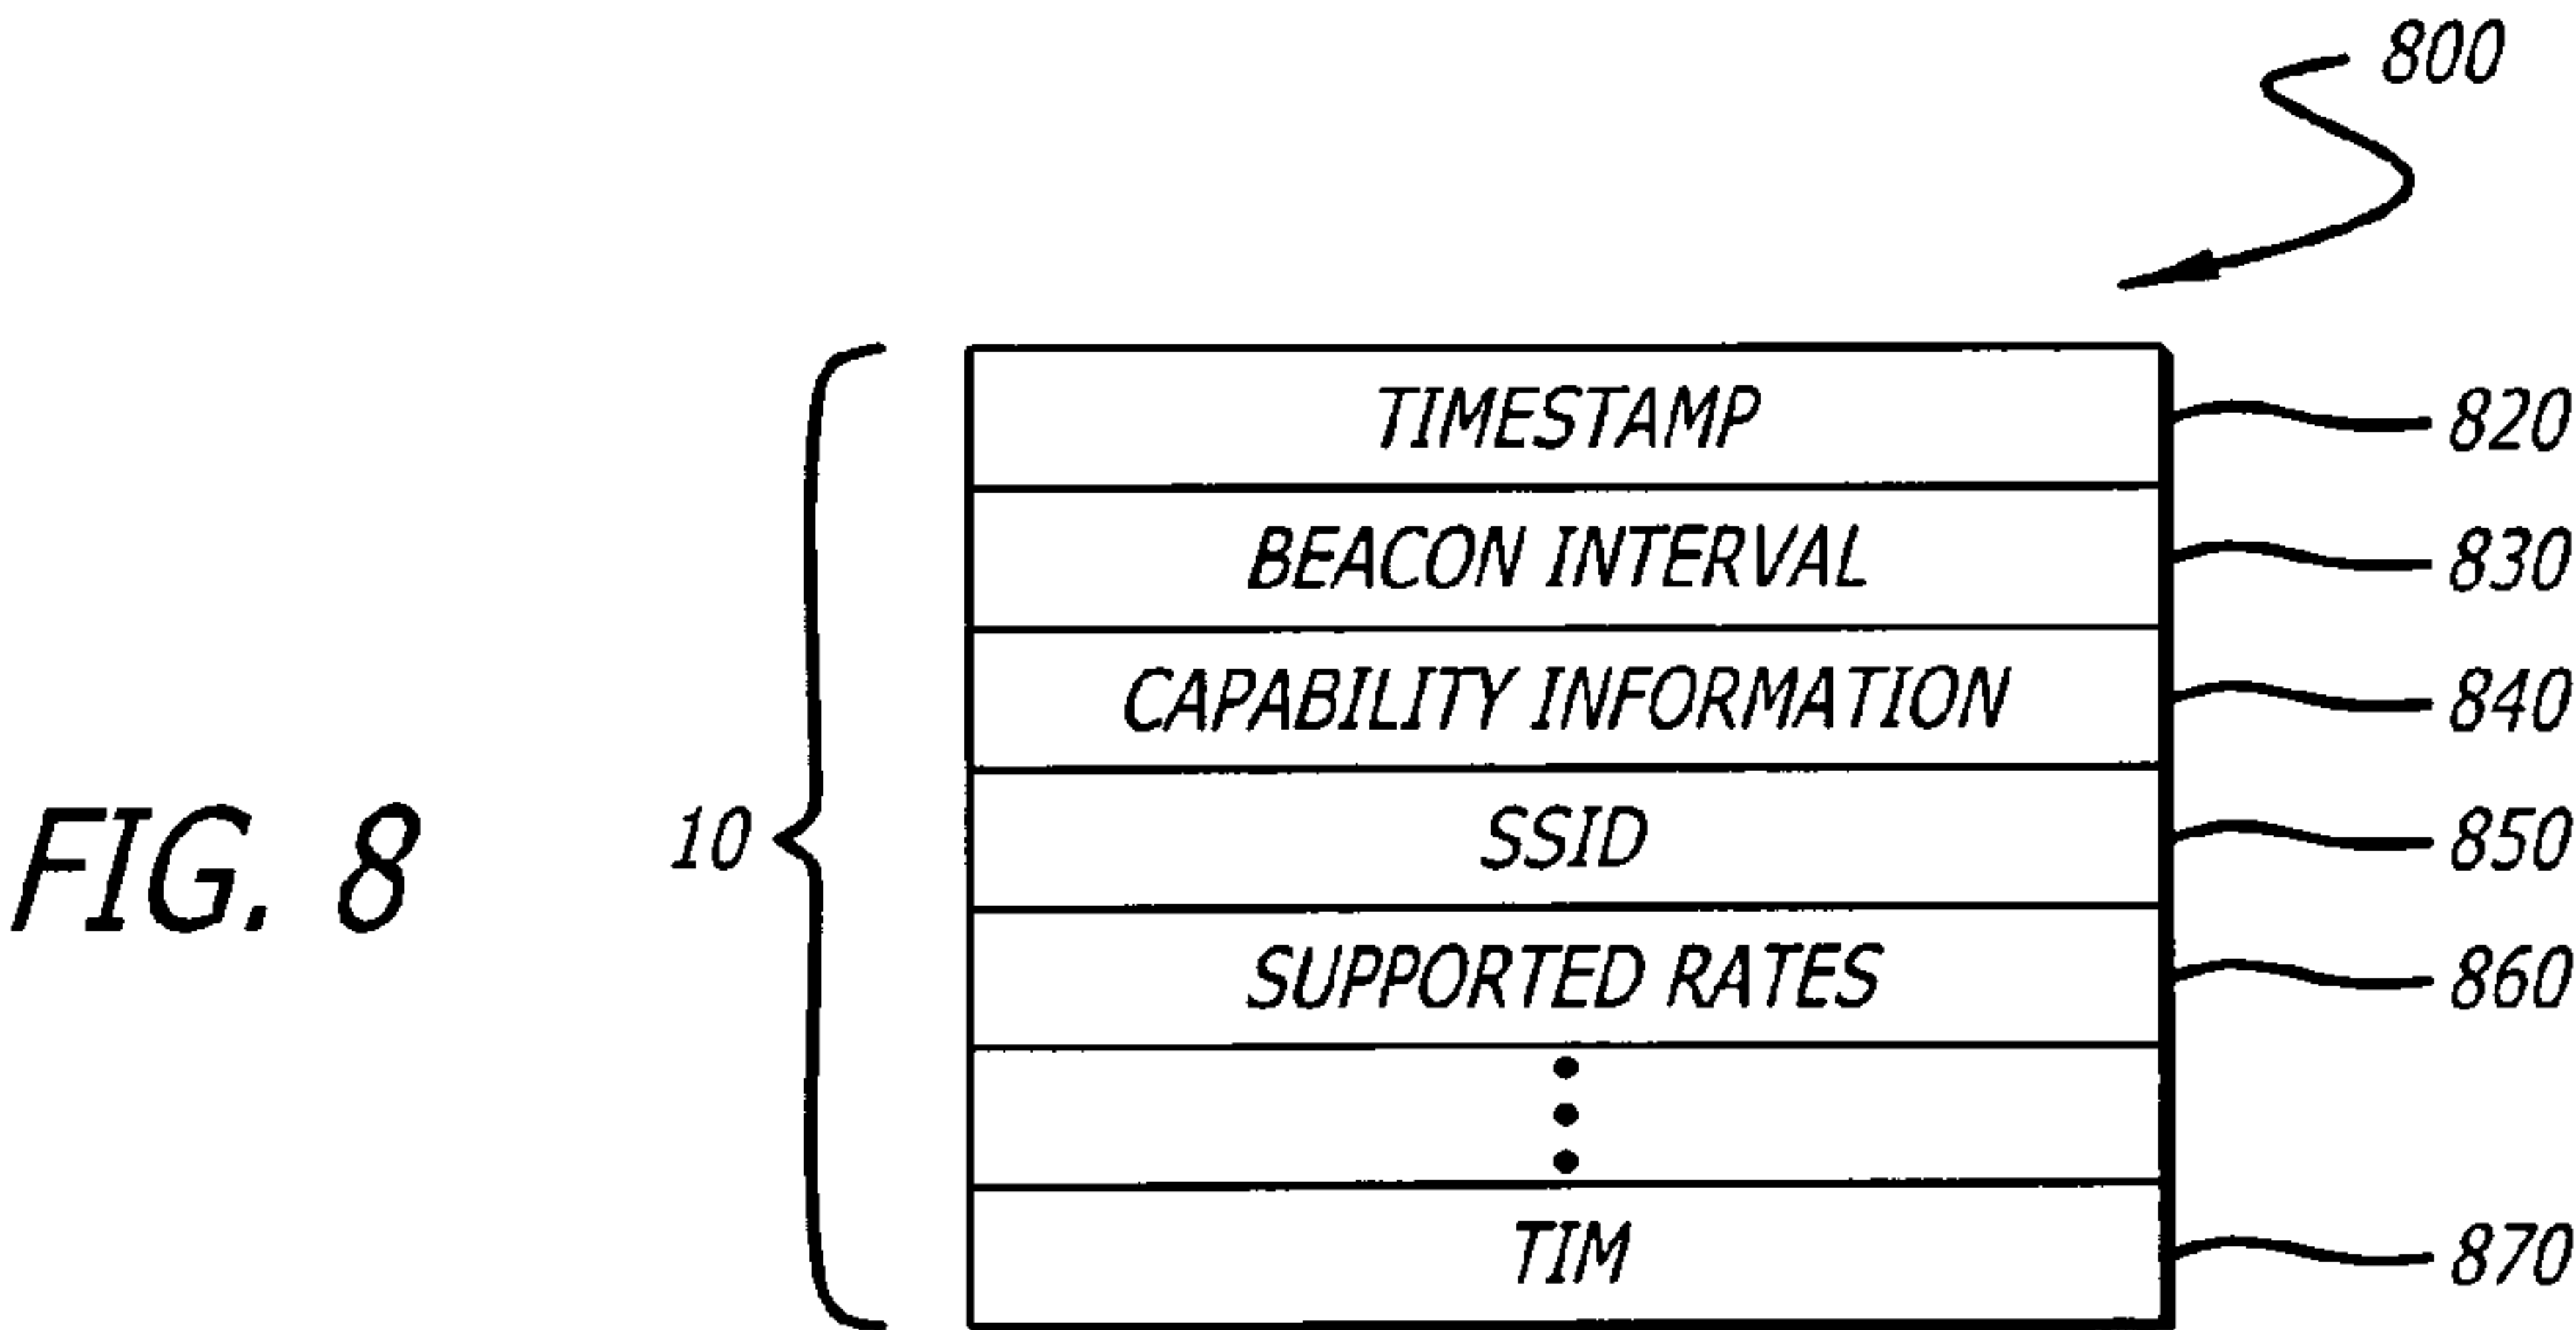 800
TIMESTAMP 820
BEACON INTERVAL 830
CAPABILITY INFORMATION 840
FIG. 8 10 SSID 850
SUPPORTED RATES 860
TIM 870